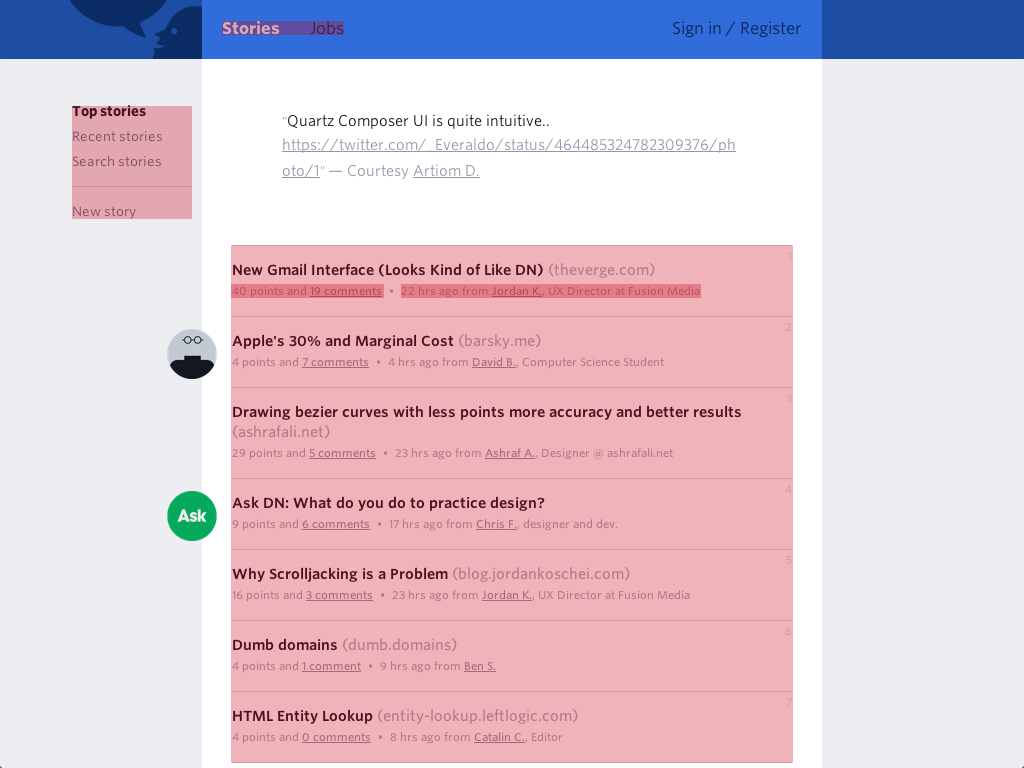 Stories Jobs Sign in / Register
Top stories
Recent stories
Search stories
New story
"Quartz Composer UI is quite intuitive..
https://twitter.com/_Everaldo/status/464485324782309376/ph
oto/1" — Courtesy Artiom D.
1
New Gmail Interface (Looks Kind of Like DN) (theverge.com)
40 points and 19 comments • 22 hrs ago from Jordan K., UX Director at Fusion Media
2
Apple's 30% and Marginal Cost (barsky.me)
4 points and 7 comments • 4 hrs ago from David B., Computer Science Student
3
Drawing bezier curves with less points more accuracy and better results
(ashrafali.net)
29 points and 5 comments • 23 hrs ago from Ashraf A., Designer @ ashrafali.net
4
Ask DN: What do you do to practice design?
Ask
9 points and 6 comments • 17 hrs ago from Chris F., designer and dev.
5
Why Scrolljacking is a Problem (blog.jordankoschei.com)
16 points and 3 comments • 23 hrs ago from Jordan K., UX Director at Fusion Media
6
Dumb domains (dumb.domains)
4 points and 1 comment • 9 hrs ago from Ben S.
7
HTML Entity Lookup (entity-lookup.leftlogic.com)
4 points and 0 comments • 8 hrs ago from Catalin C., Editor